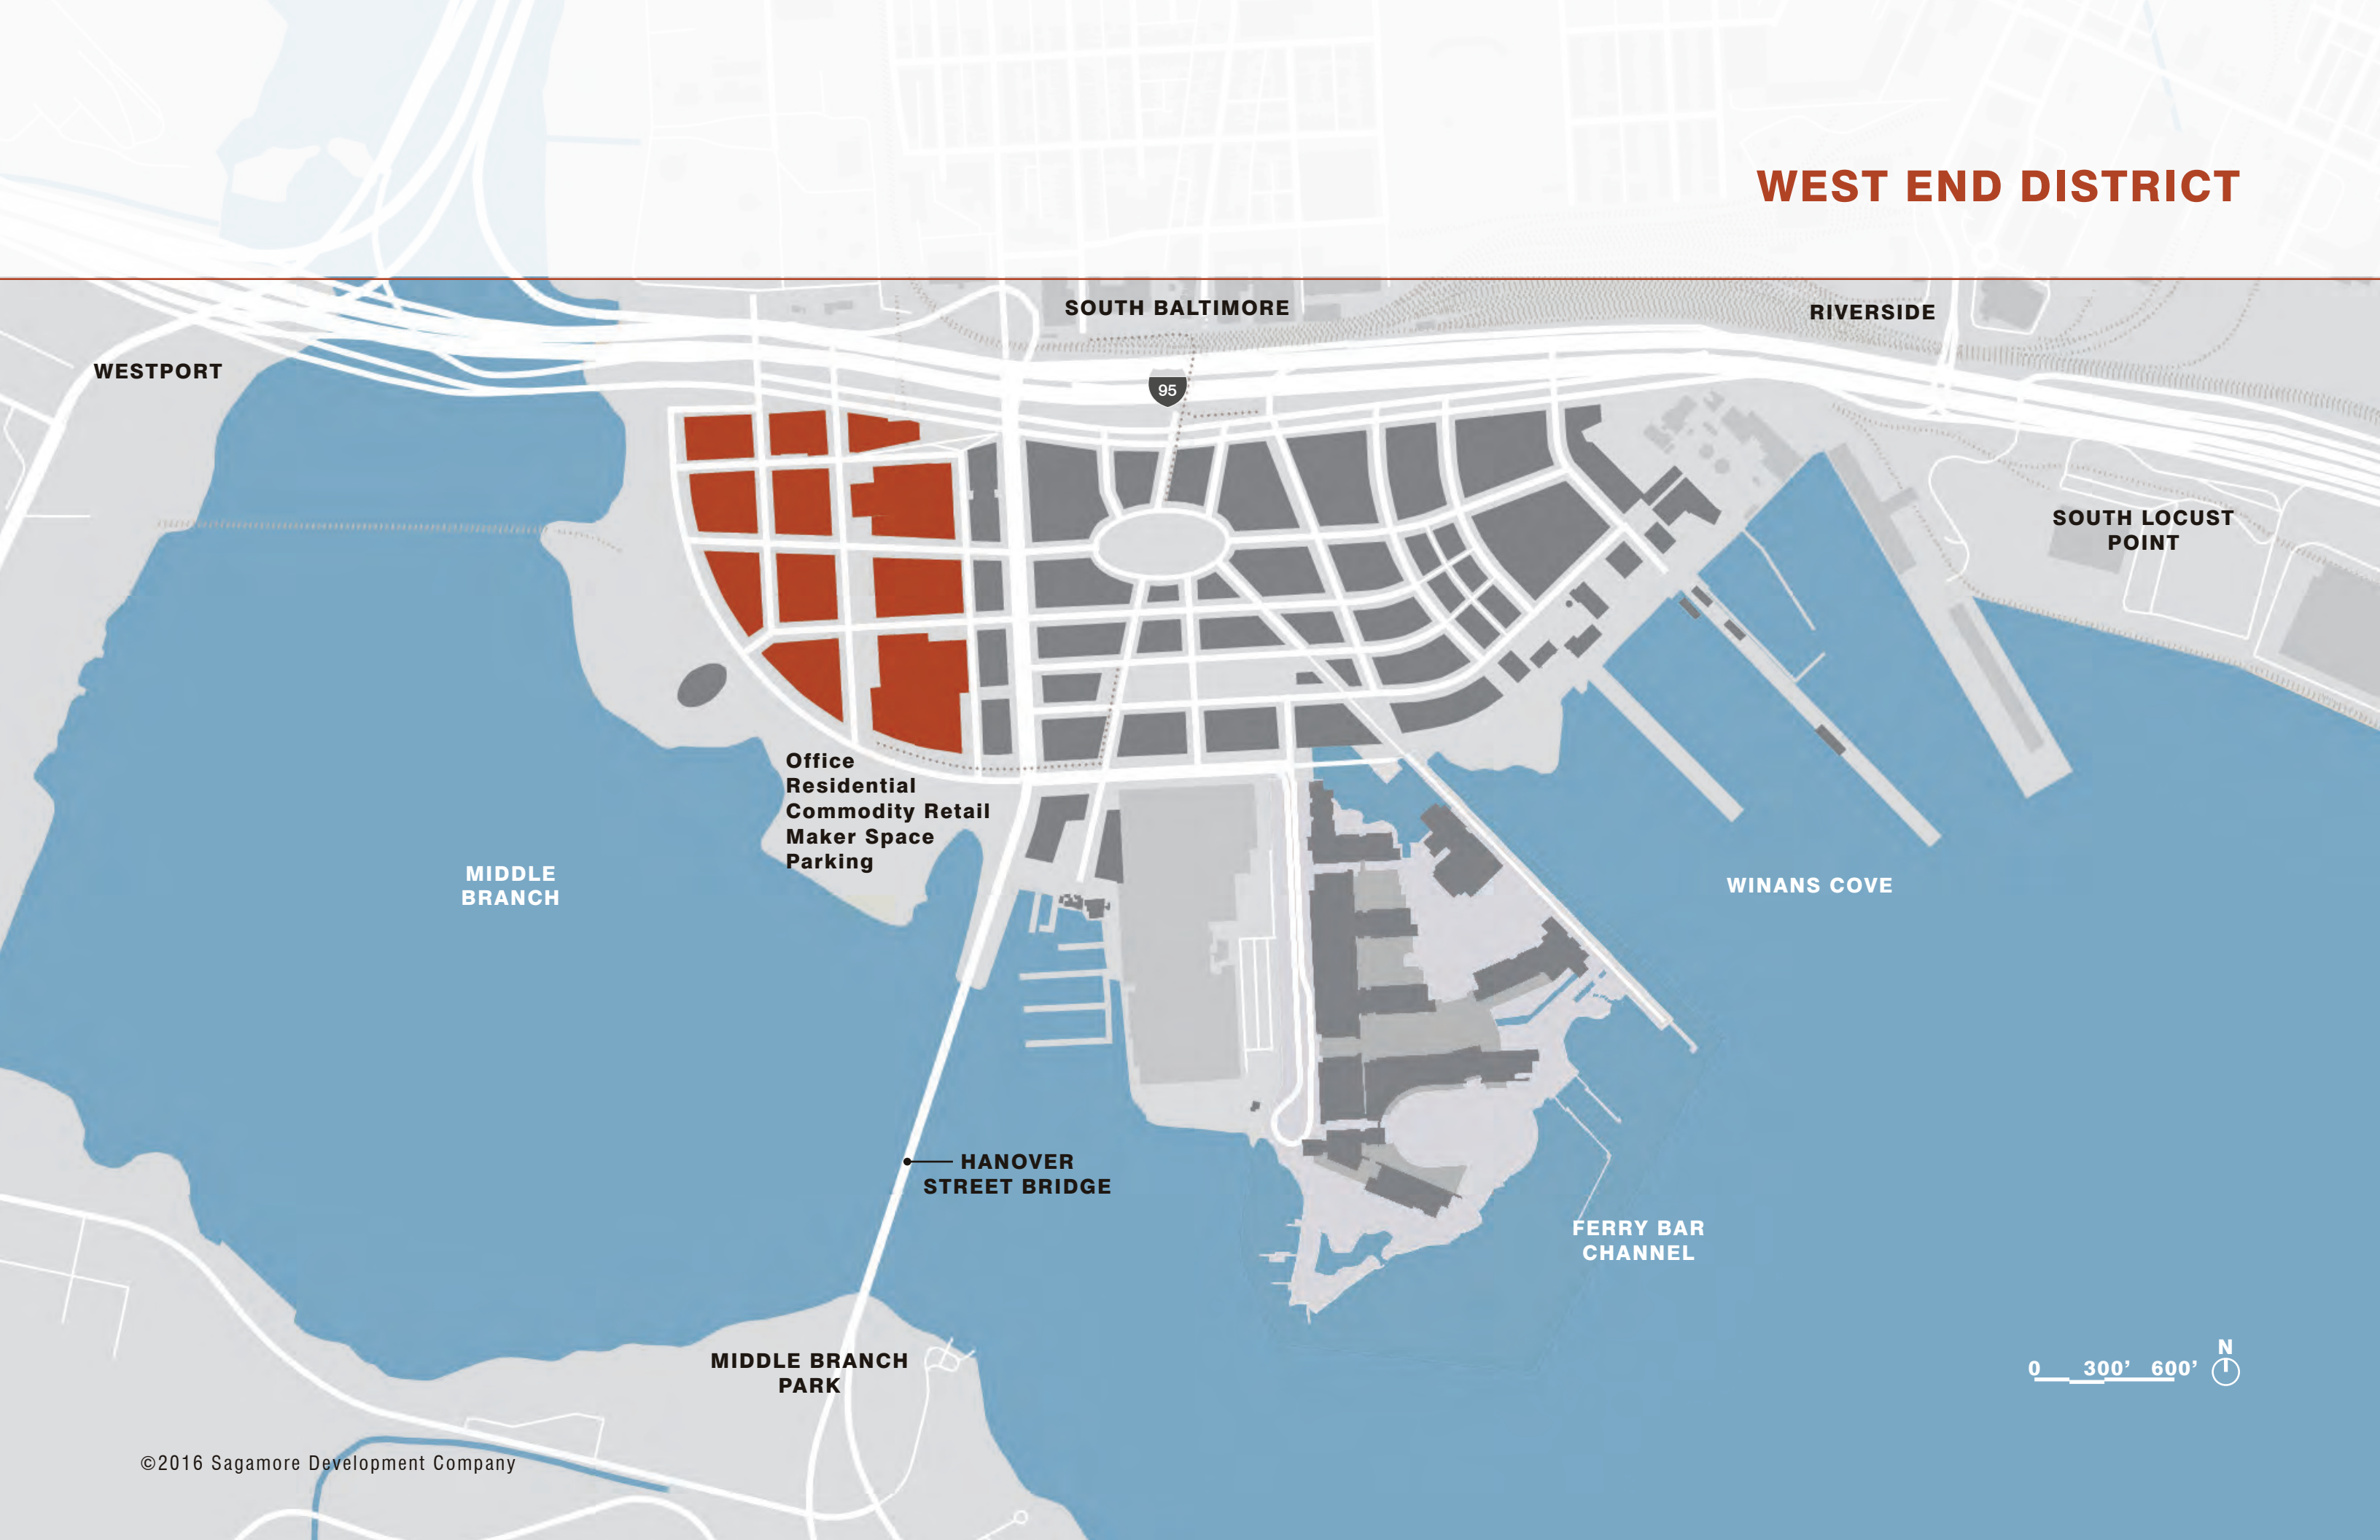 WEST END DISTRICT
SOUTH BALTIMORE
RIVERSIDE
WESTPORT
95
SOUTH LOCUST
POINT
Office
Residential
Commodity Retail
Maker Space
Parking
MIDDLE
BRANCH
WINANS COVE
HANOVER
STREET BRIDGE
FERRY BAR
CHANNEL
MIDDLE BRANCH
PARK
N
0 300’ 600’
©2016 Sagamore Development Company